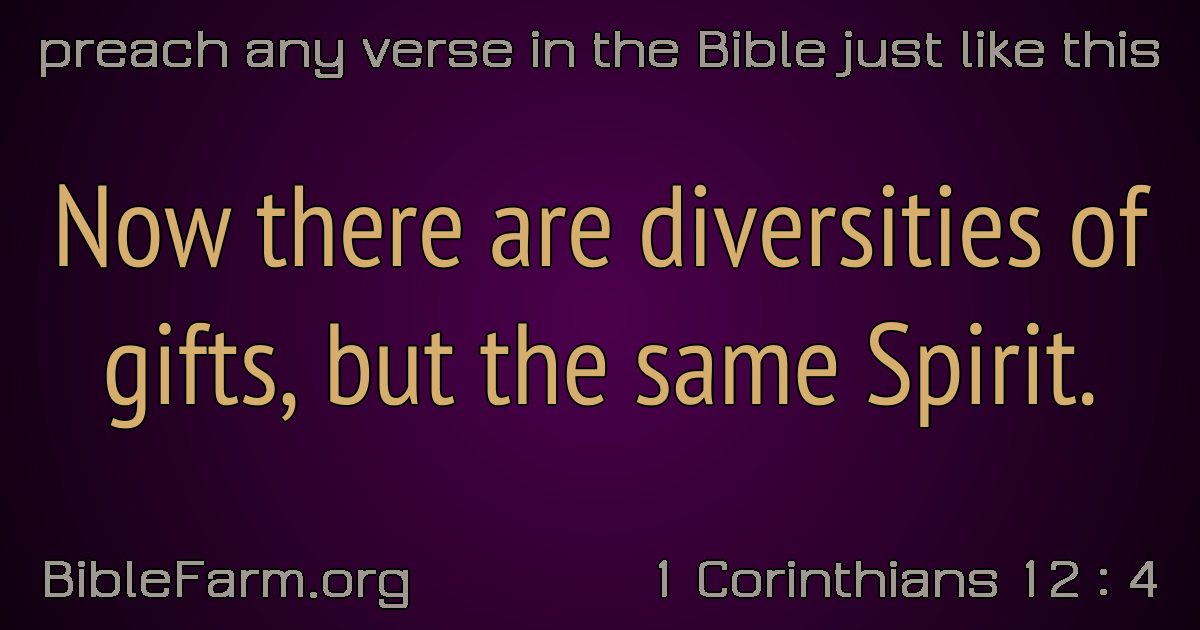 preach any verse in the Bible just like this
Now there are diversities of
gifts, but the same Spirit.
BibleFarm.org
1 Corinthians 12 : 4